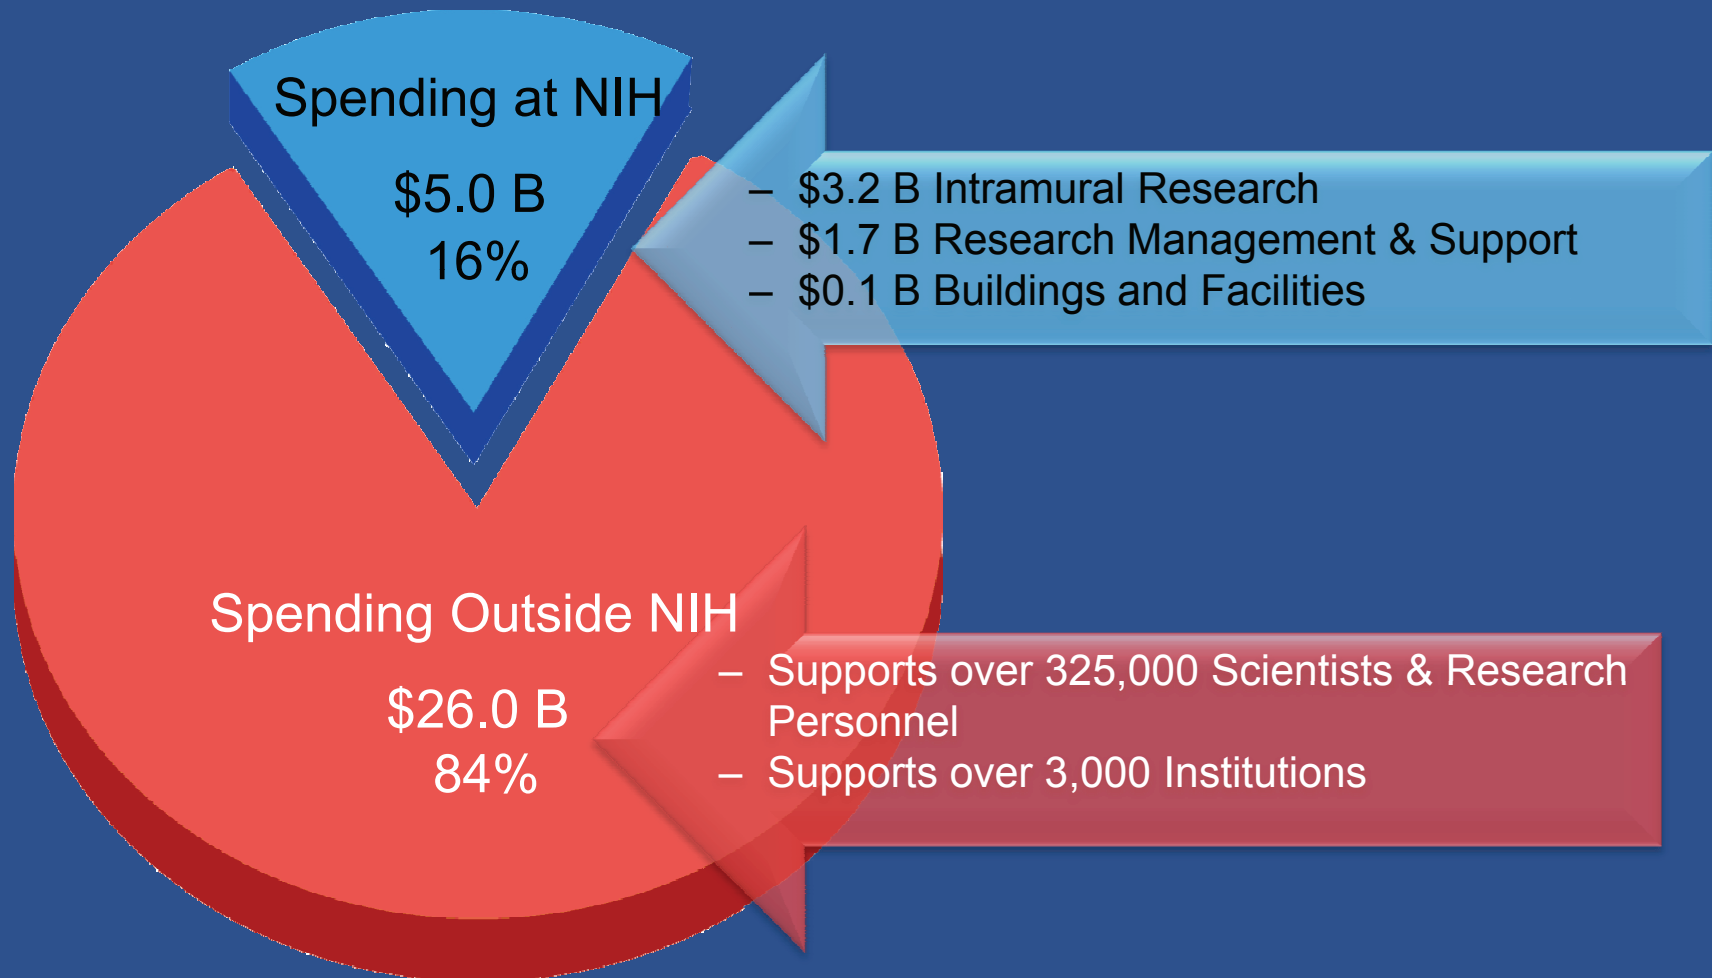 Spending at NIH
$5.0 B
16%
– $3.2 B Intramural Research
– $1.7 B Research Management & Support
– $0.1 B Buildings and Facilities
Spending Outside NIH
$26.0 B
84%
– Supports over 325,000 Scientists & Research
Personnel
– Supports over 3,000 Institutions